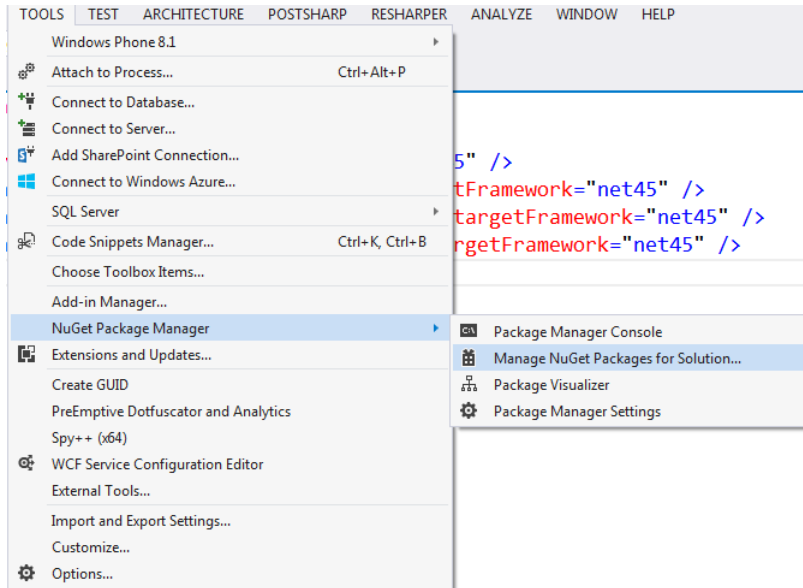 TOOLS TEST ARCHITECTURE POSTSHARP RESHARPER ANALYZE WINDOW HELP
Windows Phone 8.1
Attach to Process... Ctrl+Alt+P
Connect to Database...
Connect to Server...
Add SharePoint Connection...
5" />
Connect to Windows Azure...
tFramework="net45" />
SQL Server
targetFramework="net45" />
Code Snippets Manager... Ctrl+K, Ctrl+B
rgetFramework="net45" />
Choose Toolbox Items...
Add-in Manager...
NuGet Package Manager
Package Manager Console
Extensions and Updates...
Manage NuGet Packages for Solution...
Create GUID
Package Visualizer
PreEmptive Dotfuscator and Analytics
Package Manager Settings
Spy++ (x64)
WCF Service Configuration Editor
External Tools...
Import and Export Settings...
Customize...
Options...